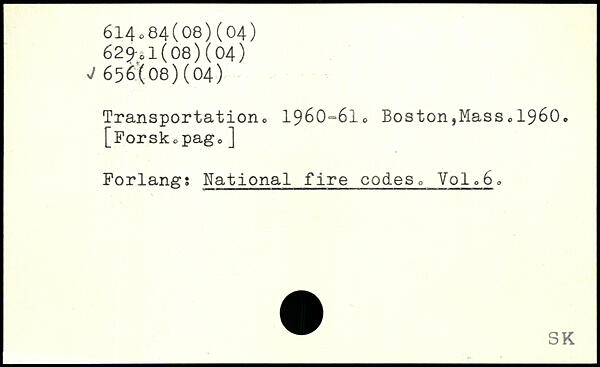 614.84(08)(04)
629.1(08)(04)
✓ 656(08)(04)
Transportation. 1960-61. Boston,Mass.1960.
[Forsk.pag.]
Forlang: National fire codes. Vol.6.
SK